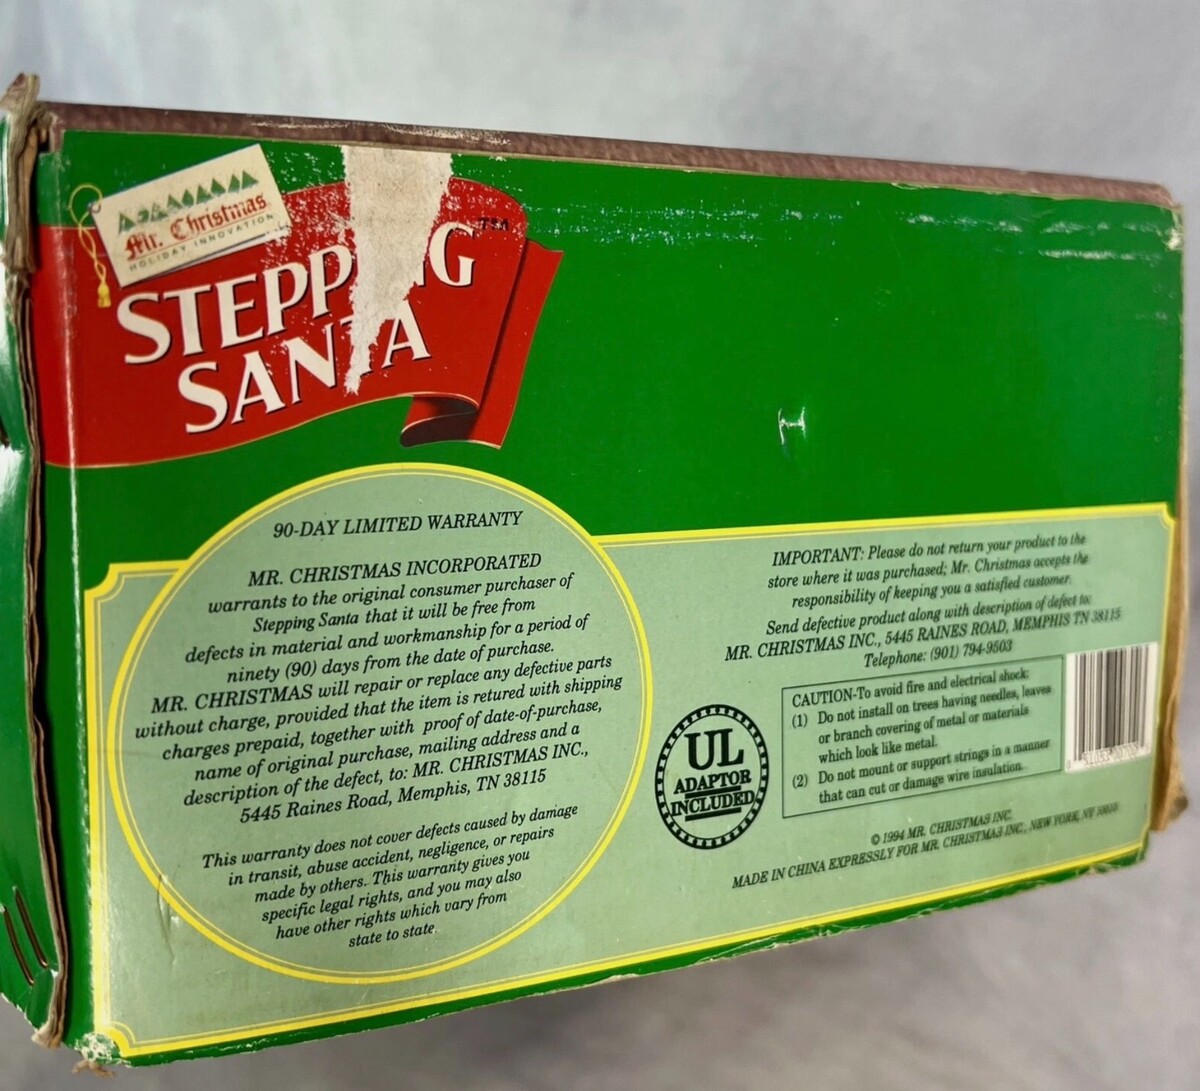 Mr. Christmas
HOLIDAY INNOVATION
STEPP G™
SANTA
90-DAY LIMITED WARRANTY
MR. CHRISTMAS INCORPORATED
warrants to the original consumer purchaser of
Stepping Santa that it will be free from
defects in material and workmanship for a period of
ninety (90) days from the date of purchase.
MR. CHRISTMAS will repair or replace any defective parts
without charge, provided that the item is retured with shipping
charges prepaid, together with proof of date-of-purchase,
name of original purchase, mailing address and a
description of the defect, to: MR. CHRISTMAS INC.,
5445 Raines Road, Memphis, TN 38115
This warranty does not cover defects caused by damage
in transit, abuse accident, negligence, or repairs
made by others. This warranty gives you
specific legal rights, and you may also
have other rights which vary from
state to state.
IMPORTANT: Please do not return your product to the
store where it was purchased; Mr. Christmas accepts the
responsibility of keeping you a satisfied customer.
Send defective product along with description of defect to:
MR. CHRISTMAS INC., 5445 RAINES ROAD, MEMPHIS TN 38115
Telephone: (901) 794-9503
UL
ADAPTOR
INCLUDED
CAUTION-To avoid fire and electrical shock:
(1) Do not install on trees having needles, leaves
or branch covering of metal or materials
which look like metal.
(2) Do not mount or support strings in a manner
that can cut or damage wire insulation.
© 1994 MR. CHRISTMAS INC.
MADE IN CHINA EXPRESSLY FOR MR. CHRISTMAS INC., NEW YORK, NY